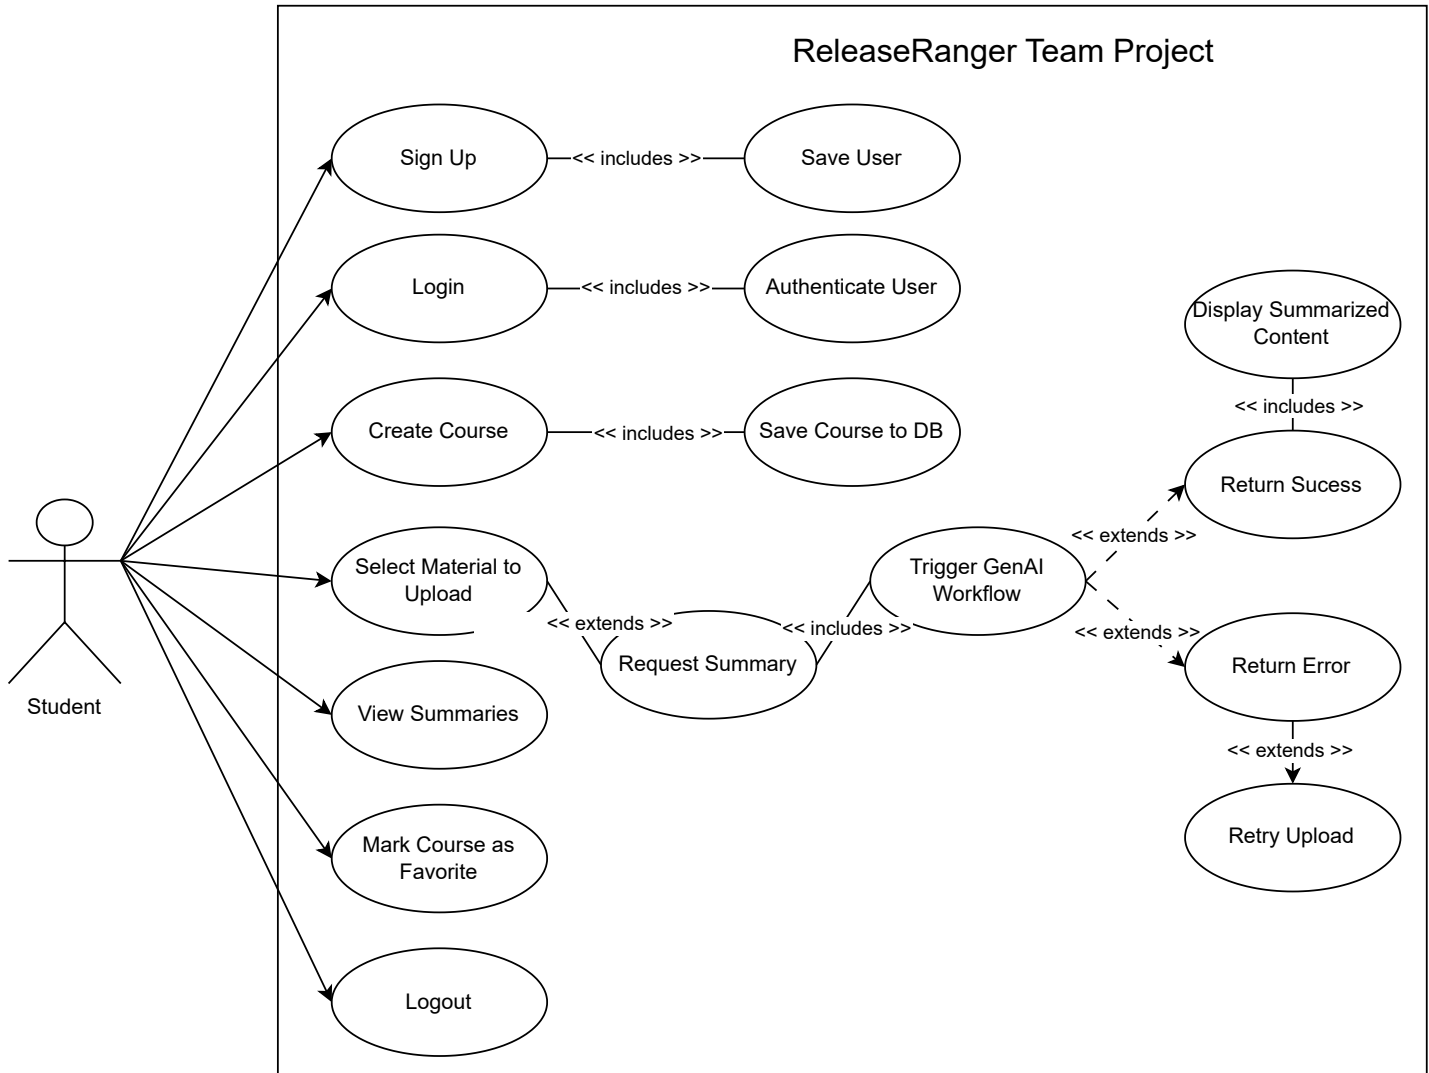 ReleaseRanger Team Project
Sign Up
<< includes >>
Save User
Login
<< includes >>
Authenticate User
Display Summarized
Content
<< includes >>
Create Course
<< includes >>
Save Course to DB
Return Sucess
<< extends >>
Select Material to
Upload
<< extends >>
Request Summary
<< includes >>
Trigger GenAI
Workflow
<< extends >>
Return Error
Student
View Summaries
<< extends >>
Retry Upload
Mark Course as
Favorite
Logout